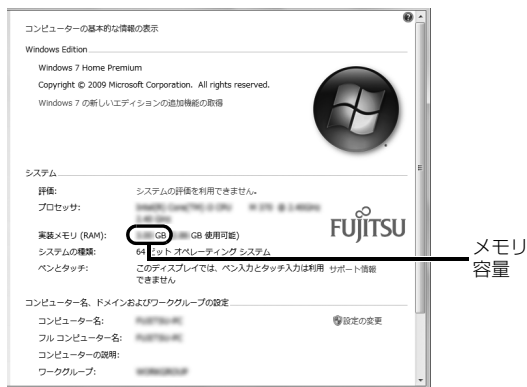 コンピューターの基本的な情報の表示
Windows Edition
Windows 7 Home Premium
Copyright © 2009 Microsoft Corporation. All rights reserved.
Windows 7 の新しいエディションの追加機能の取得
システム
評価: システムの評価を利用できません。
プロセッサ:
実装メモリ (RAM): GB GB 使用可能)
システムの種類: 64 ビット オペレーティング システム
ペンとタッチ: このディスプレイでは、ペン入力とタッチ入力は利用できません
FUJITSU
サポート情報
メモリ
容量
コンピューター名、ドメインおよびワークグループの設定
コンピューター名: 設定の変更
フル コンピューター名:
コンピューターの説明:
ワークグループ: